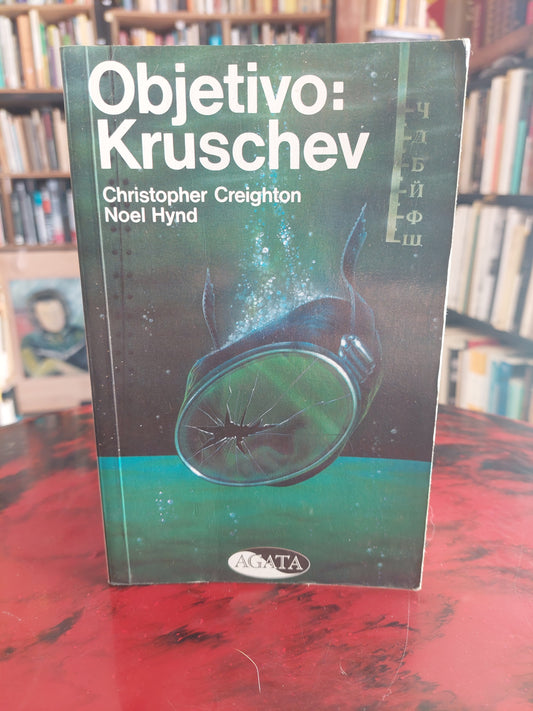 Objetivo:
Kruschev
Christopher Creighton
Noel Hynd
Ч
Д
Б
Й
Ф
Щ
AGATA